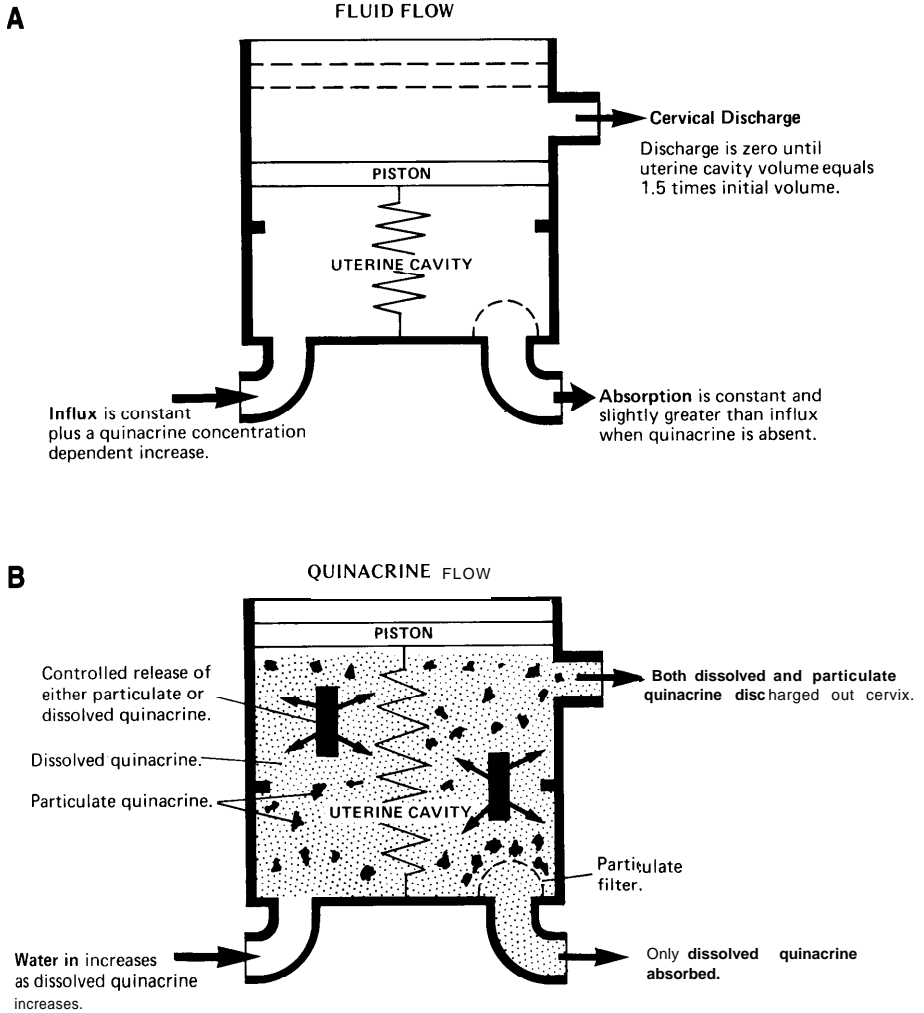 A
FLUID FLOW
Cervical Discharge
Discharge is zero until
uterine cavity volume equals
1.5 times initial volume.
PISTON
UTERINE CAVITY
Influx is constant
plus a quinacrine concentration
dependent increase.
Absorption is constant and
slightly greater than influx
when quinacrine is absent.
B
QUINACRINE FLOW
PISTON
Controlled release of
either particulate or
dissolved quinacrine.
Both dissolved and particulate
quinacrine discharged out cervix.
Dissolved quinacrine.
Particulate quinacrine.
UTERINE CAVITY
Particulate
filter.
Water in increases
as dissolved quinacrine
increases.
Only dissolved quinacrine
absorbed.